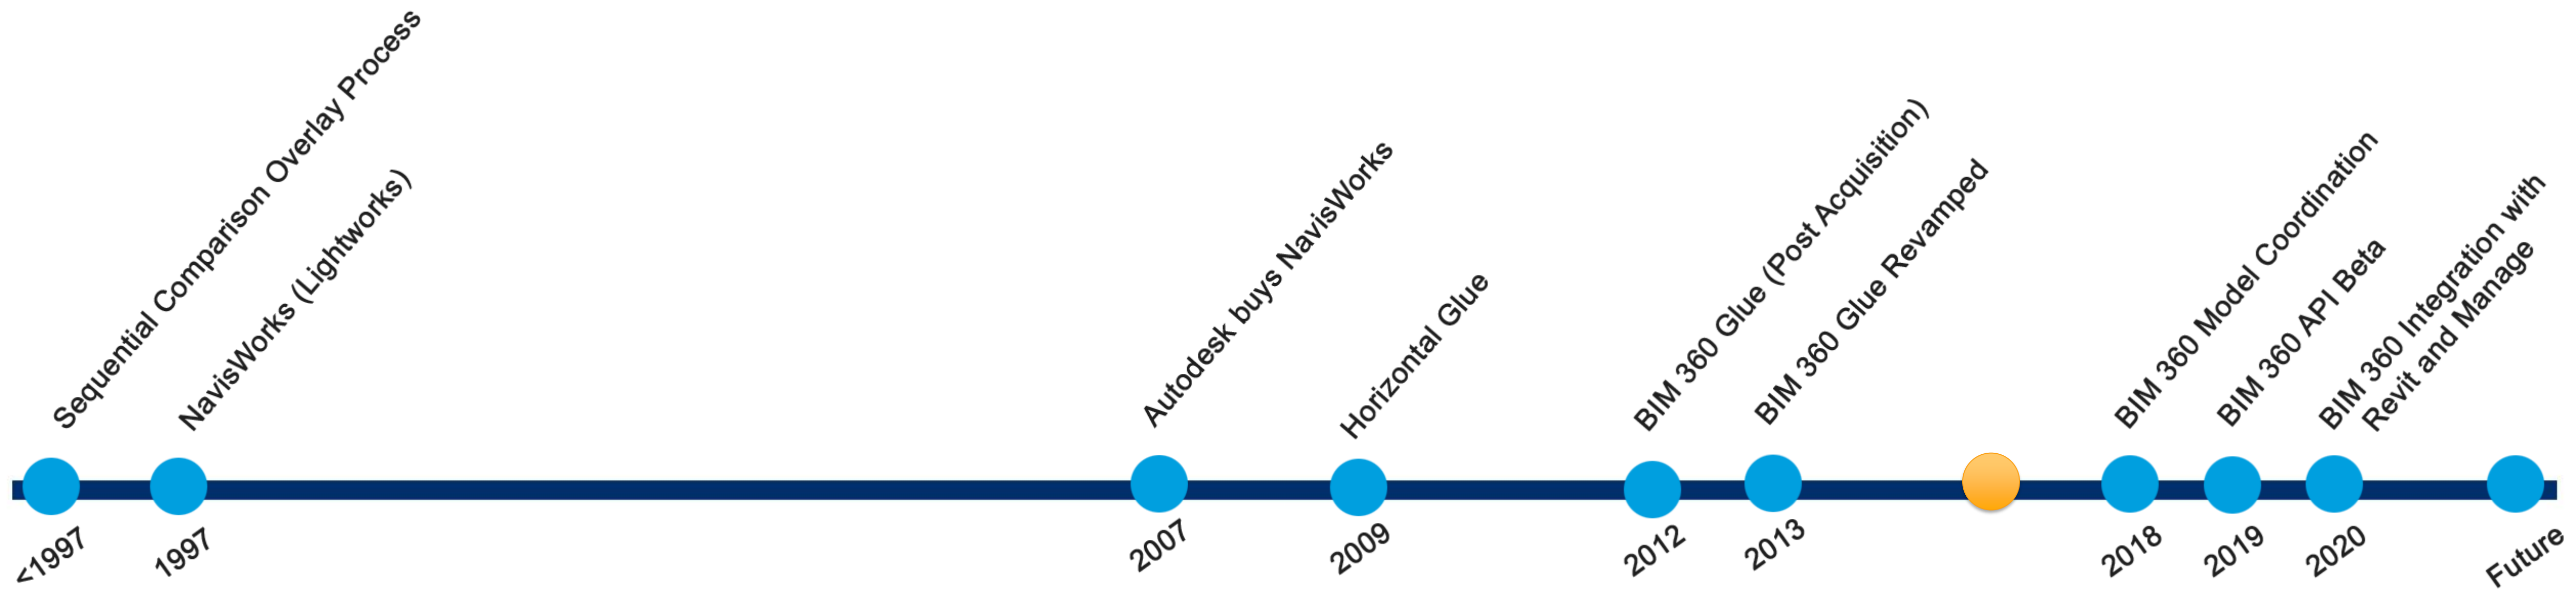 Sequential Comparison Overlay Process
NavisWorks (Lightworks)
Autodesk buys NavisWorks
Horizontal Glue
BIM 360 Glue (Post Acquisition)
BIM 360 Glue Revamped
BIM 360 Model Coordination
BIM 360 API Beta
BIM 360 Integration with
Revit and Manage
<1997
1997
2007
2009
2012
2013
2018
2019
2020
Future